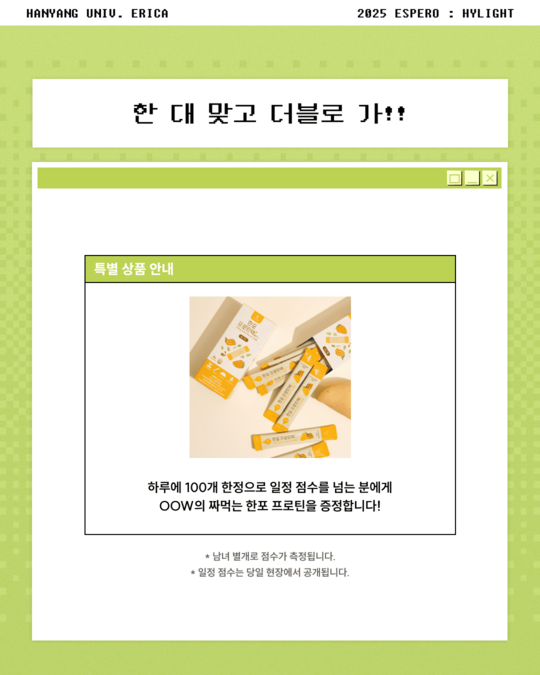 HANYANG UNIV. ERICA
2025 ESPERO : HYLIGHT
한 대 맞고 더블로 가!!
특별 상품 안내
하루에 100개 한정으로 일정 점수를 넘는 분에게
OOW의 짜먹는 한포 프로틴을 증정합니다!
* 남녀 별개로 점수가 측정됩니다.
* 일정 점수는 당일 현장에서 공개됩니다.